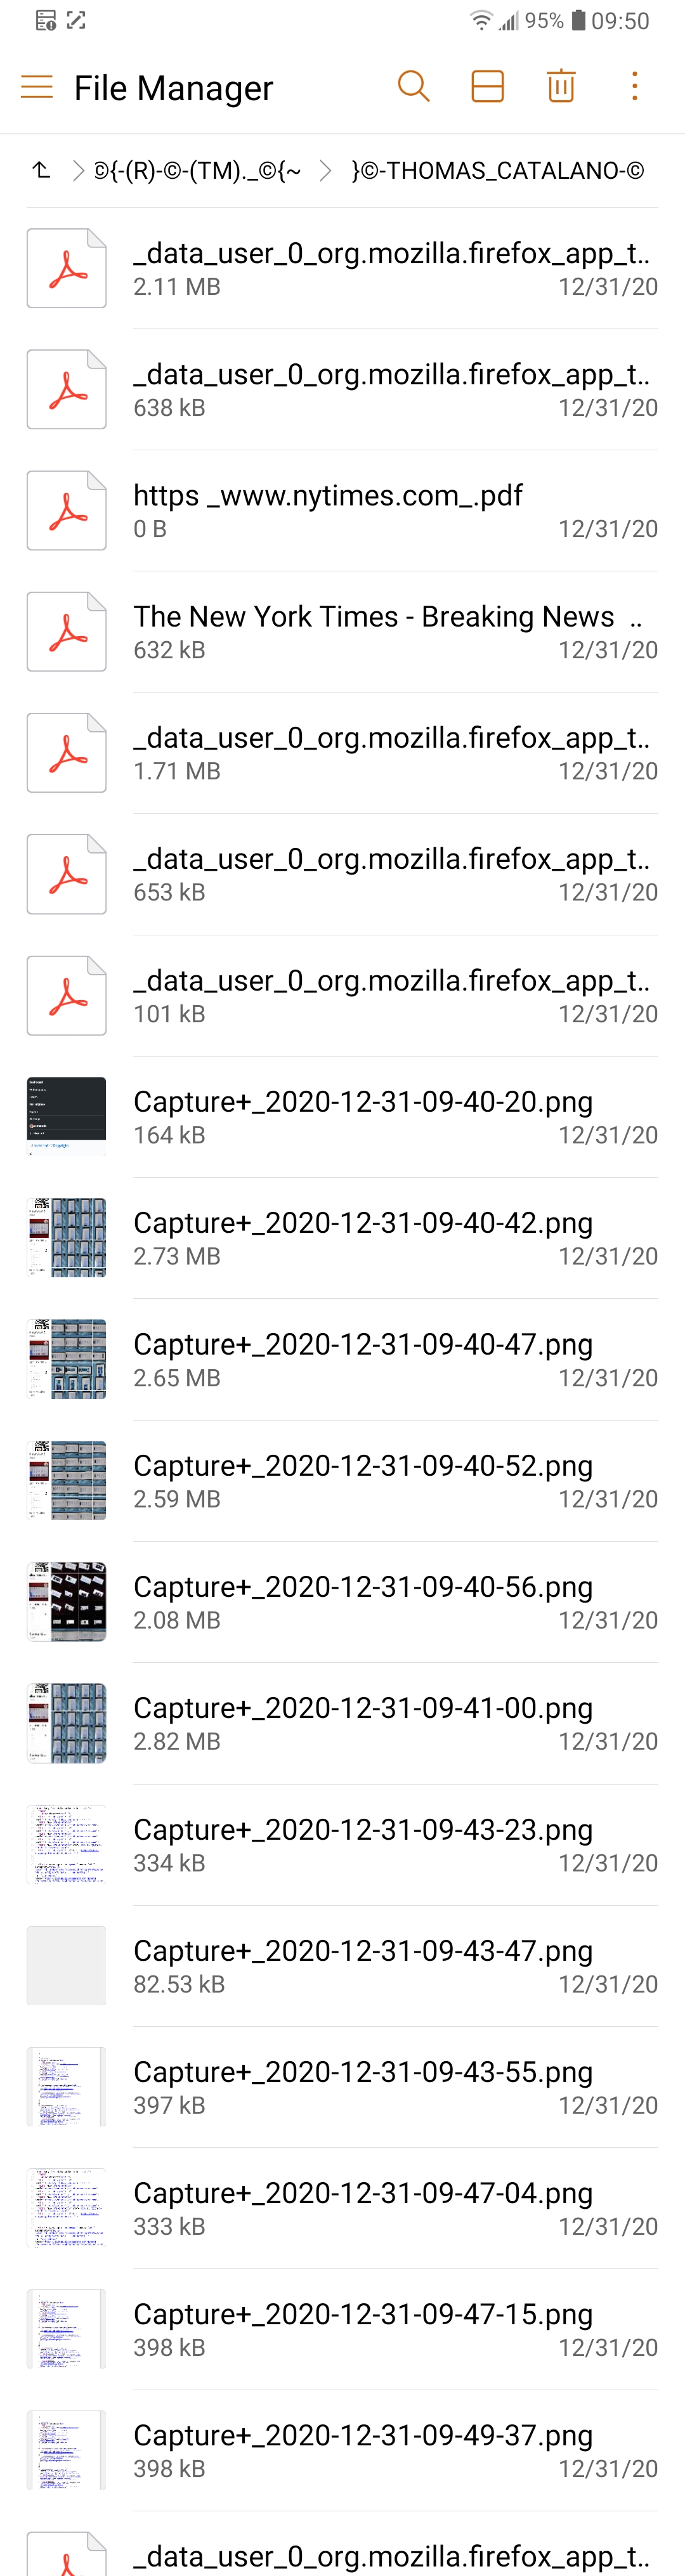 95% 09:50
File Manager
©{-(R)-©-(TM)._©{~ }©-THOMAS_CATALANO-©
_data_user_0_org.mozilla.firefox_app_t..
2.11 MB 12/31/20
_data_user_0_org.mozilla.firefox_app_t..
638 kB 12/31/20
https _www.nytimes.com_.pdf
0 B 12/31/20
The New York Times - Breaking News ..
632 kB 12/31/20
_data_user_0_org.mozilla.firefox_app_t..
1.71 MB 12/31/20
_data_user_0_org.mozilla.firefox_app_t..
653 kB 12/31/20
_data_user_0_org.mozilla.firefox_app_t..
101 kB 12/31/20
Capture+_2020-12-31-09-40-20.png
164 kB 12/31/20
Capture+_2020-12-31-09-40-42.png
2.73 MB 12/31/20
Capture+_2020-12-31-09-40-47.png
2.65 MB 12/31/20
Capture+_2020-12-31-09-40-52.png
2.59 MB 12/31/20
Capture+_2020-12-31-09-40-56.png
2.08 MB 12/31/20
Capture+_2020-12-31-09-41-00.png
2.82 MB 12/31/20
Capture+_2020-12-31-09-43-23.png
334 kB 12/31/20
Capture+_2020-12-31-09-43-47.png
82.53 kB 12/31/20
Capture+_2020-12-31-09-43-55.png
397 kB 12/31/20
Capture+_2020-12-31-09-47-04.png
333 kB 12/31/20
Capture+_2020-12-31-09-47-15.png
398 kB 12/31/20
Capture+_2020-12-31-09-49-37.png
398 kB 12/31/20
_data_user_0_org.mozilla.firefox_app_t..